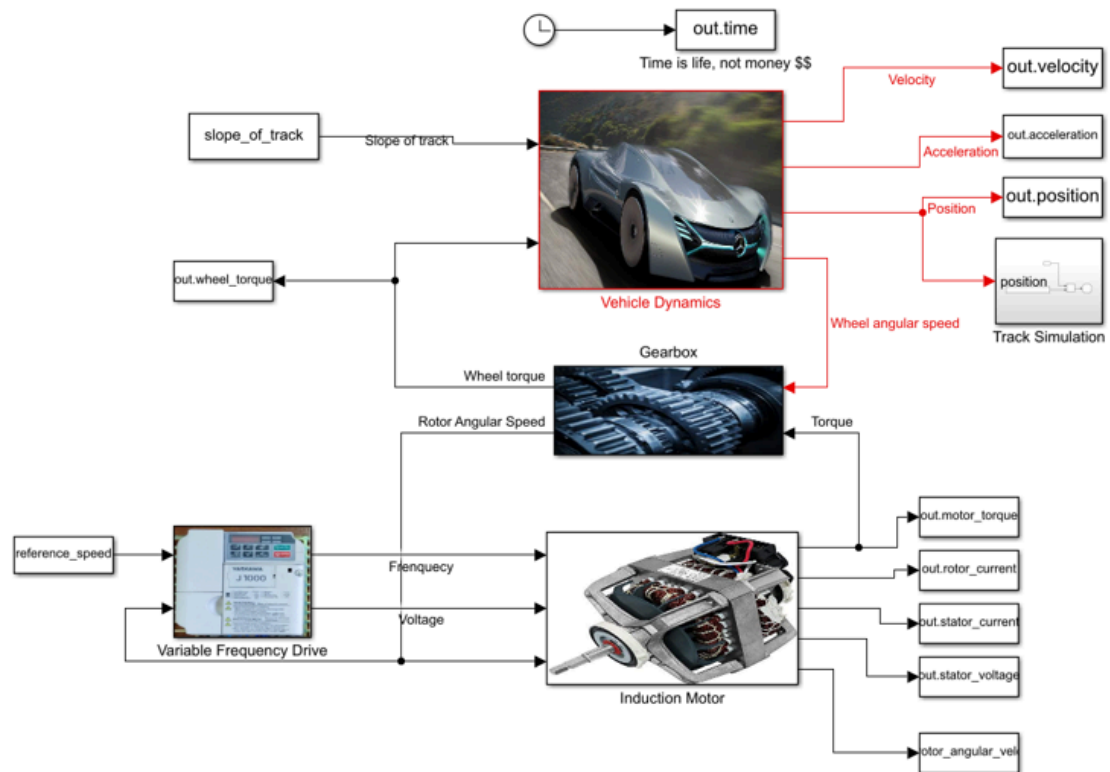 out.time
Time is life, not money $$
out.velocity
Velocity
slope_of_track
Slope of track
out.acceleration
Acceleration
out.position
Position
out.wheel_torque
position
Vehicle Dynamics
Wheel angular speed
Track Simulation
Gearbox
Wheel torque
Rotor Angular Speed
Torque
out.motor_torque
reference_speed
YASKAWA
J1000
Frenquecy
out.rotor_current
Voltage
out.stator_current
Variable Frequency Drive
out.stator_voltage
Induction Motor
otor_angular_velo